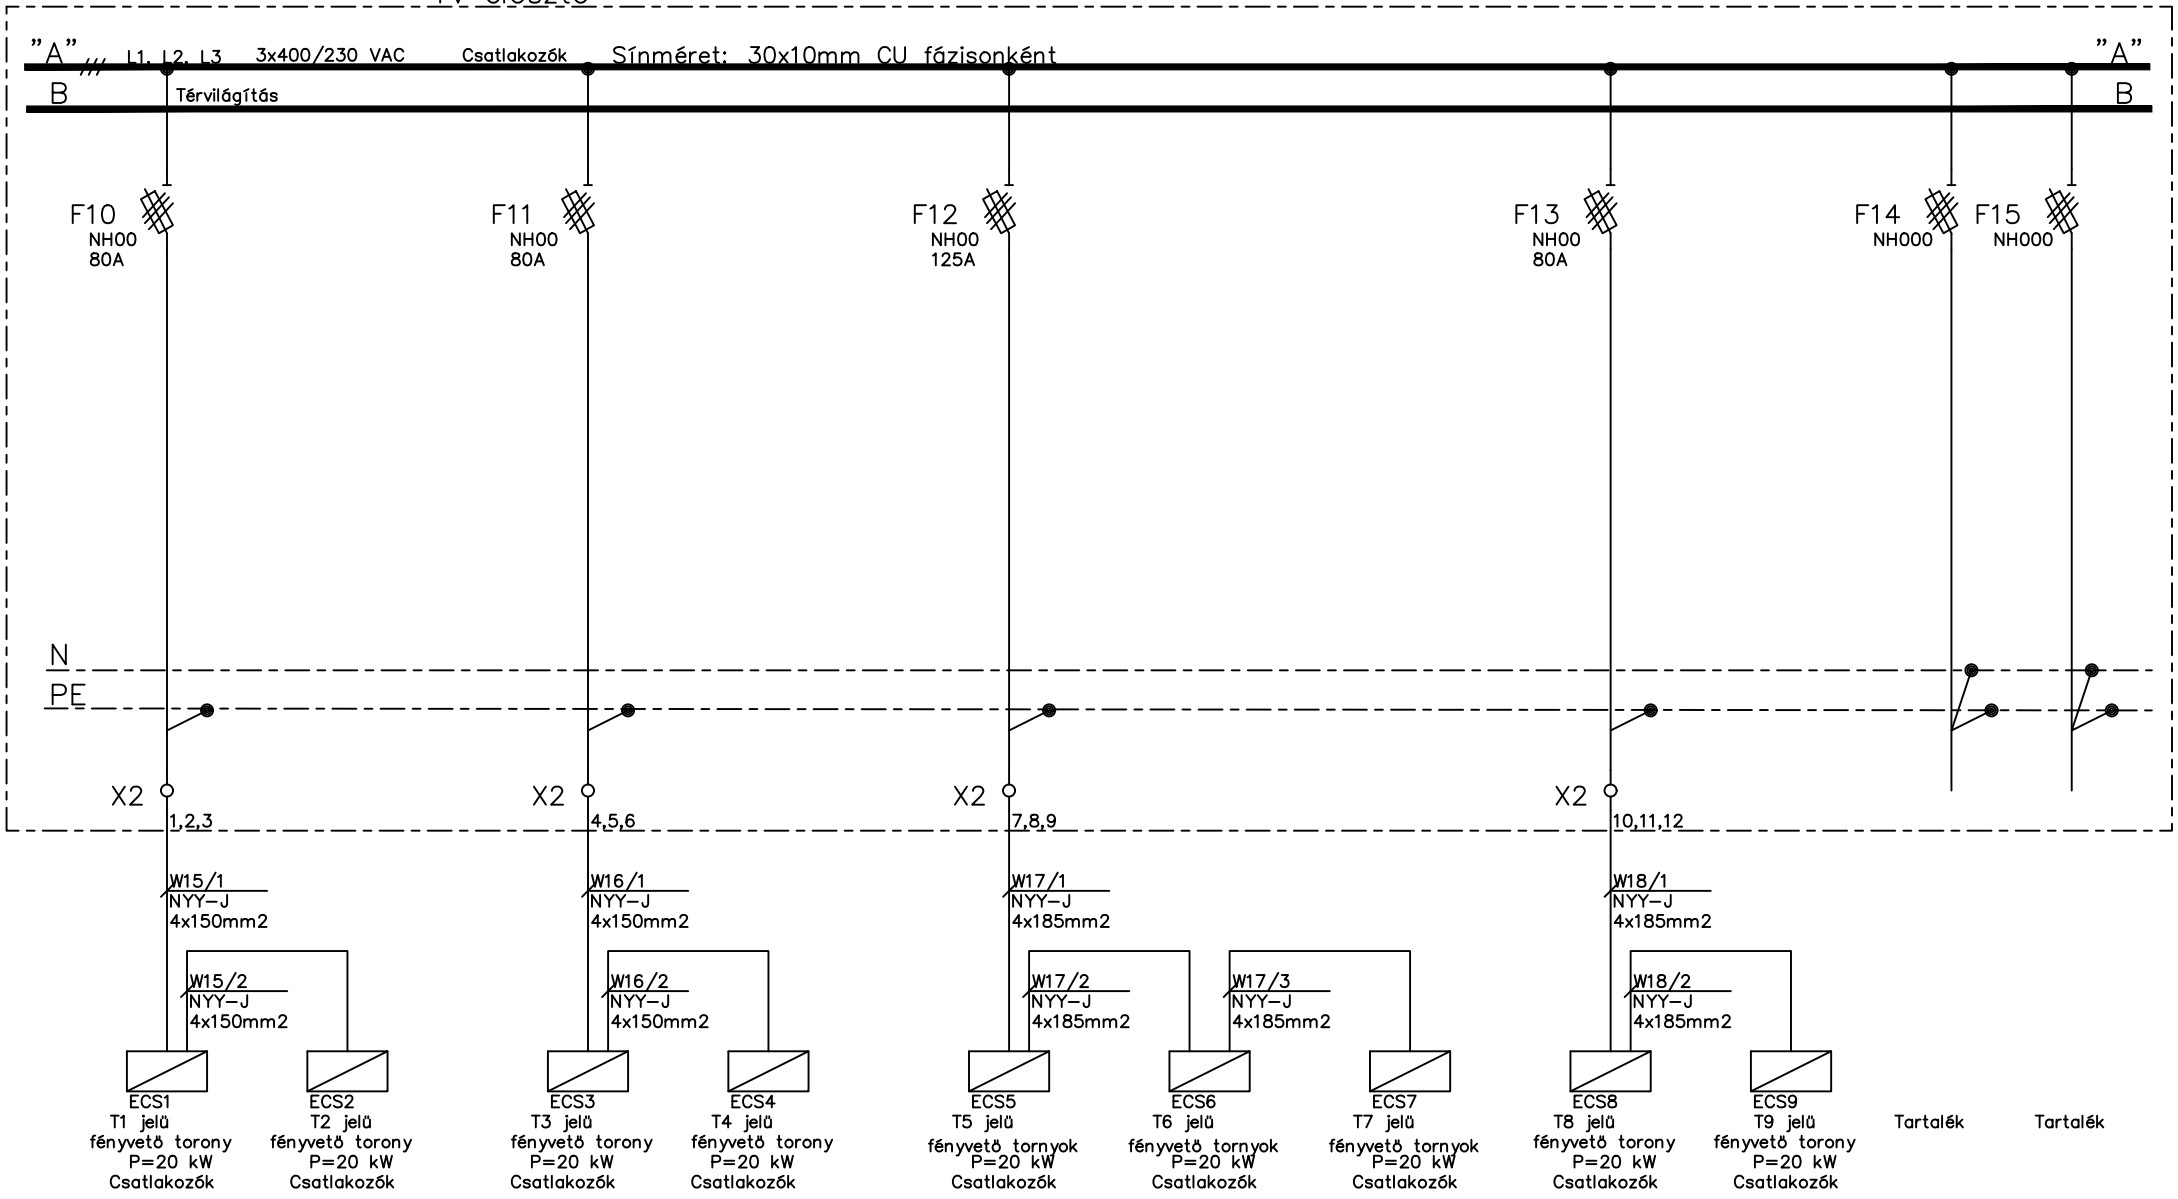 "A" L1, L2, L3 3x400/230 VAC Csatlakozók Sínméret: 30x10mm CU fázisonként "A"
B Térvilágítás B
F10 F11 F12 F13 F14 F15
NH00 NH00 NH00 NH00 NH000 NH000
80A 80A 125A 80A
N
PE
X2 X2 X2 X2
1,2,3 4,5,6 7,8,9 10,11,12
W15/1 W16/1 W17/1 W18/1
NYY-J NYY-J NYY-J NYY-J
4x150mm2 4x150mm2 4x185mm2 4x185mm2
W15/2 W16/2 W17/2 W17/3 W18/2
NYY-J NYY-J NYY-J NYY-J NYY-J
4x150mm2 4x150mm2 4x185mm2 4x185mm2 4x185mm2
ECS1 ECS2 ECS3 ECS4 ECS5 ECS6 ECS7 ECS8 ECS9
T1 jelü T2 jelü T3 jelü T4 jelü T5 jelü T6 jelü T7 jelü T8 jelü T9 jelü Tartalék Tartalék
fényvetö torony fényvetö torony fényvetö torony fényvetö torony fényvetö tornyok fényvetö tornyok fényvetö tornyok fényvetö torony fényvetö torony
P=20 kW P=20 kW P=20 kW P=20 kW P=20 kW P=20 kW P=20 kW P=20 kW P=20 kW
Csatlakozók Csatlakozók Csatlakozók Csatlakozók Csatlakozók Csatlakozók Csatlakozók Csatlakozók Csatlakozók